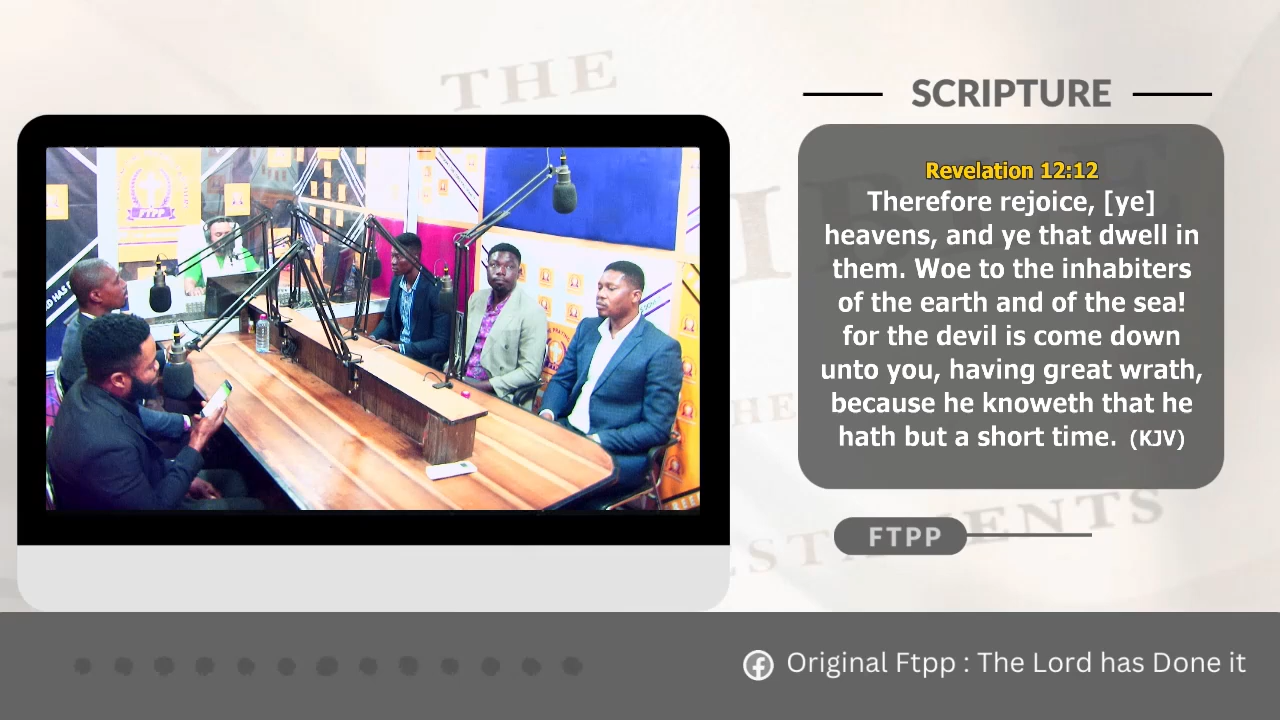 THE
SCRIPTURE
Revelation 12:12
Therefore rejoice, [ye]
heavens, and ye that dwell in
them. Woe to the inhabiters
of the earth and of the sea!
for the devil is come down
unto you, having great wrath,
because he knoweth that he
hath but a short time. (KJV)
FTPP
FTPP
Original Ftpp : The Lord has Done it